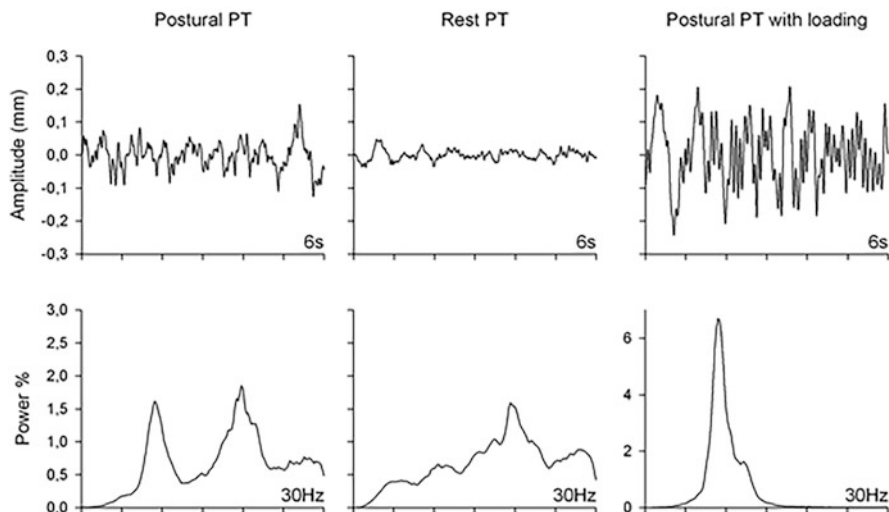 Postural PT
Rest PT
Postural PT with loading
Amplitude (mm)
0,3
0,2
0,1
0,0
-0,1
-0,2
-0,3
6s
6s
6s
Power %
3,0
2,5
2,0
1,5
1,0
0,5
0,0
30Hz
30Hz
6
4
2
0
30Hz